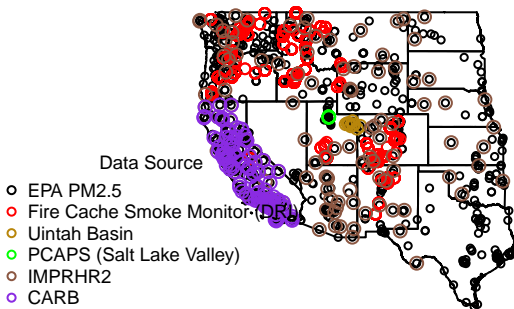 Data Source
EPA PM2.5
Fire Cache Smoke Monitor (DRI)
Uintah Basin
PCAPS (Salt Lake Valley)
IMPRHR2
CARB